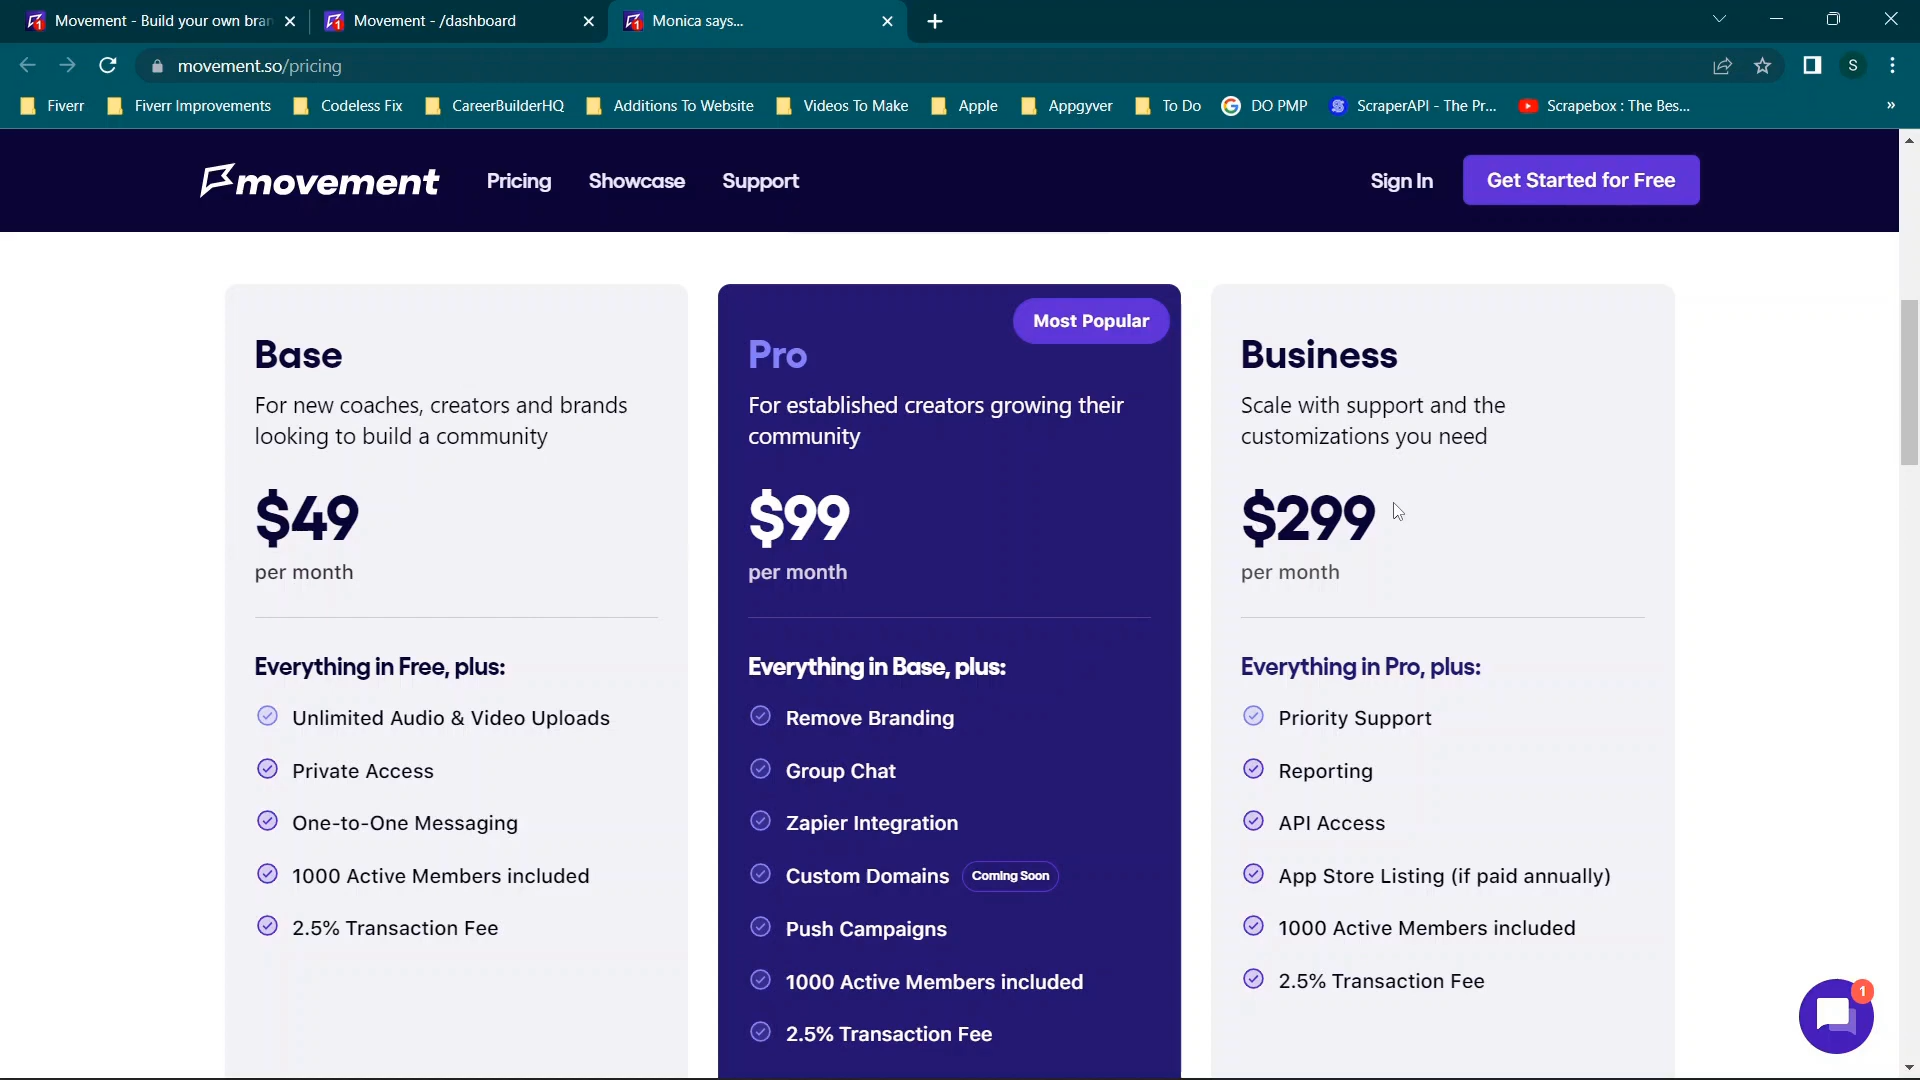 Movement - Build your own bran
Movement - /dashboard
Monica says...
movement.so/pricing
S
Fiverr
Fiverr Improvements
Codeless Fix
CareerBuilderHQ
Additions To Website
Videos To Make
Apple
Appgyver
To Do
DO PMP
ScraperAPI - The Pr...
Scrapebox : The Bes...
»
movement
Pricing
Showcase
Support
Sign In
Get Started for Free
Base
For new coaches, creators and brands
looking to build a community
$49
per month
Everything in Free, plus:
Unlimited Audio & Video Uploads
Private Access
One-to-One Messaging
1000 Active Members included
2.5% Transaction Fee
Most Popular
Pro
For established creators growing their
community
$99
per month
Everything in Base, plus:
Remove Branding
Group Chat
Zapier Integration
Custom Domains Coming Soon
Push Campaigns
1000 Active Members included
2.5% Transaction Fee
Business
Scale with support and the
customizations you need
$299
per month
Everything in Pro, plus:
Priority Support
Reporting
API Access
App Store Listing (if paid annually)
1000 Active Members included
2.5% Transaction Fee
1